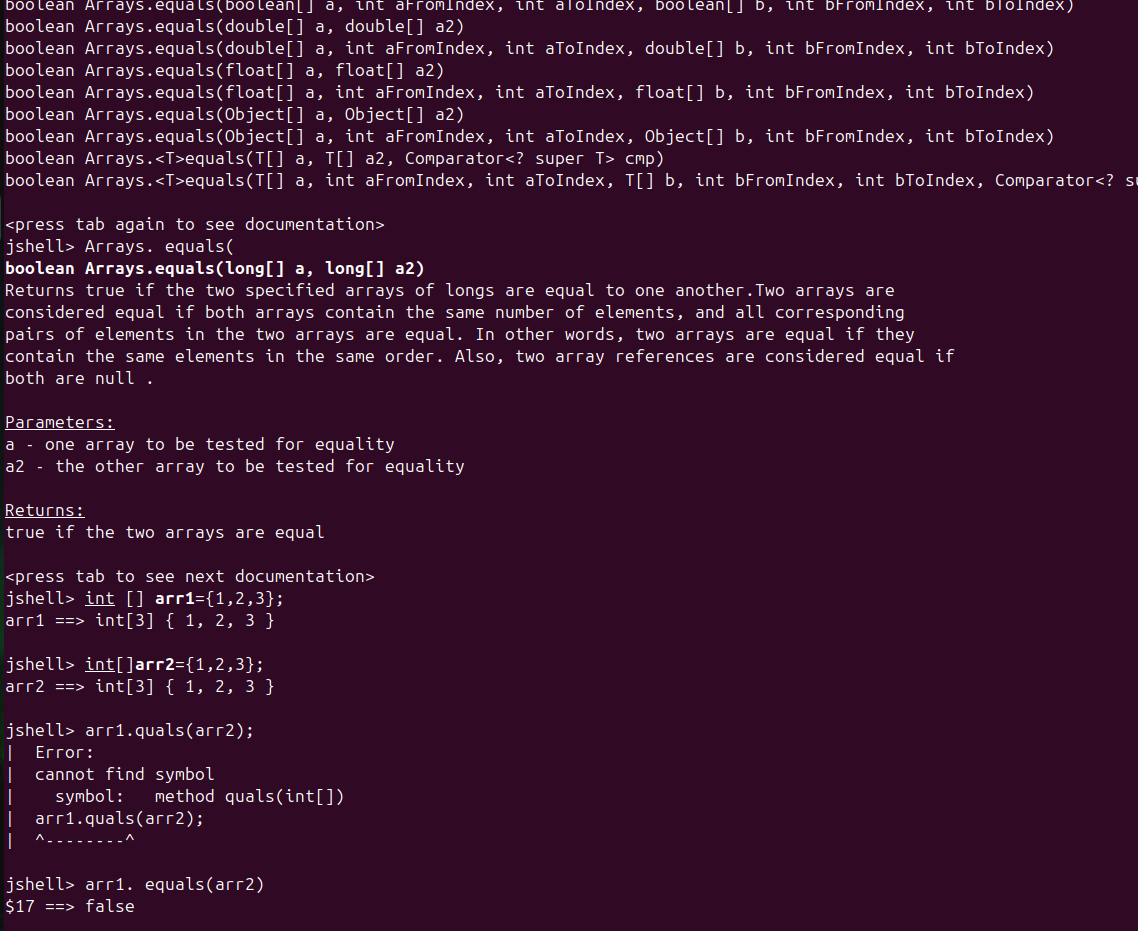 boolean Arrays.equals(boolean[] a, int aFromIndex, int aToIndex, boolean[] b, int bFromIndex, int bToIndex)
boolean Arrays.equals(double[] a, double[] a2)
boolean Arrays.equals(double[] a, int aFromIndex, int aToIndex, double[] b, int bFromIndex, int bToIndex)
boolean Arrays.equals(float[] a, float[] a2)
boolean Arrays.equals(float[] a, int aFromIndex, int aToIndex, float[] b, int bFromIndex, int bToIndex)
boolean Arrays.equals(Object[] a, Object[] a2)
boolean Arrays.equals(Object[] a, int aFromIndex, int aToIndex, Object[] b, int bFromIndex, int bToIndex)
boolean Arrays.<T>equals(T[] a, T[] a2, Comparator<? super T> cmp)
boolean Arrays.<T>equals(T[] a, int aFromIndex, int aToIndex, T[] b, int bFromIndex, int bToIndex, Comparator<?
<press tab again to see documentation>
jshell> Arrays. equals(
boolean Arrays.equals(long[] a, long[] a2)
Returns true if the two specified arrays of longs are equal to one another.Two arrays are
considered equal if both arrays contain the same number of elements, and all corresponding
pairs of elements in the two arrays are equal. In other words, two arrays are equal if they
contain the same elements in the same order. Also, two array references are considered equal if
both are null .
Parameters:
a - one array to be tested for equality
a2 - the other array to be tested for equality
Returns:
true if the two arrays are equal
<press tab to see next documentation>
jshell> int [] arr1={1,2,3};
arr1 ==> int[3] { 1, 2, 3 }
jshell> int[]arr2={1,2,3};
arr2 ==> int[3] { 1, 2, 3 }
jshell> arr1.quals(arr2);
|  Error:
|  cannot find symbol
|    symbol:   method quals(int[])
|  arr1.quals(arr2);
|  ^--------^
jshell> arr1. equals(arr2)
$17 ==> false